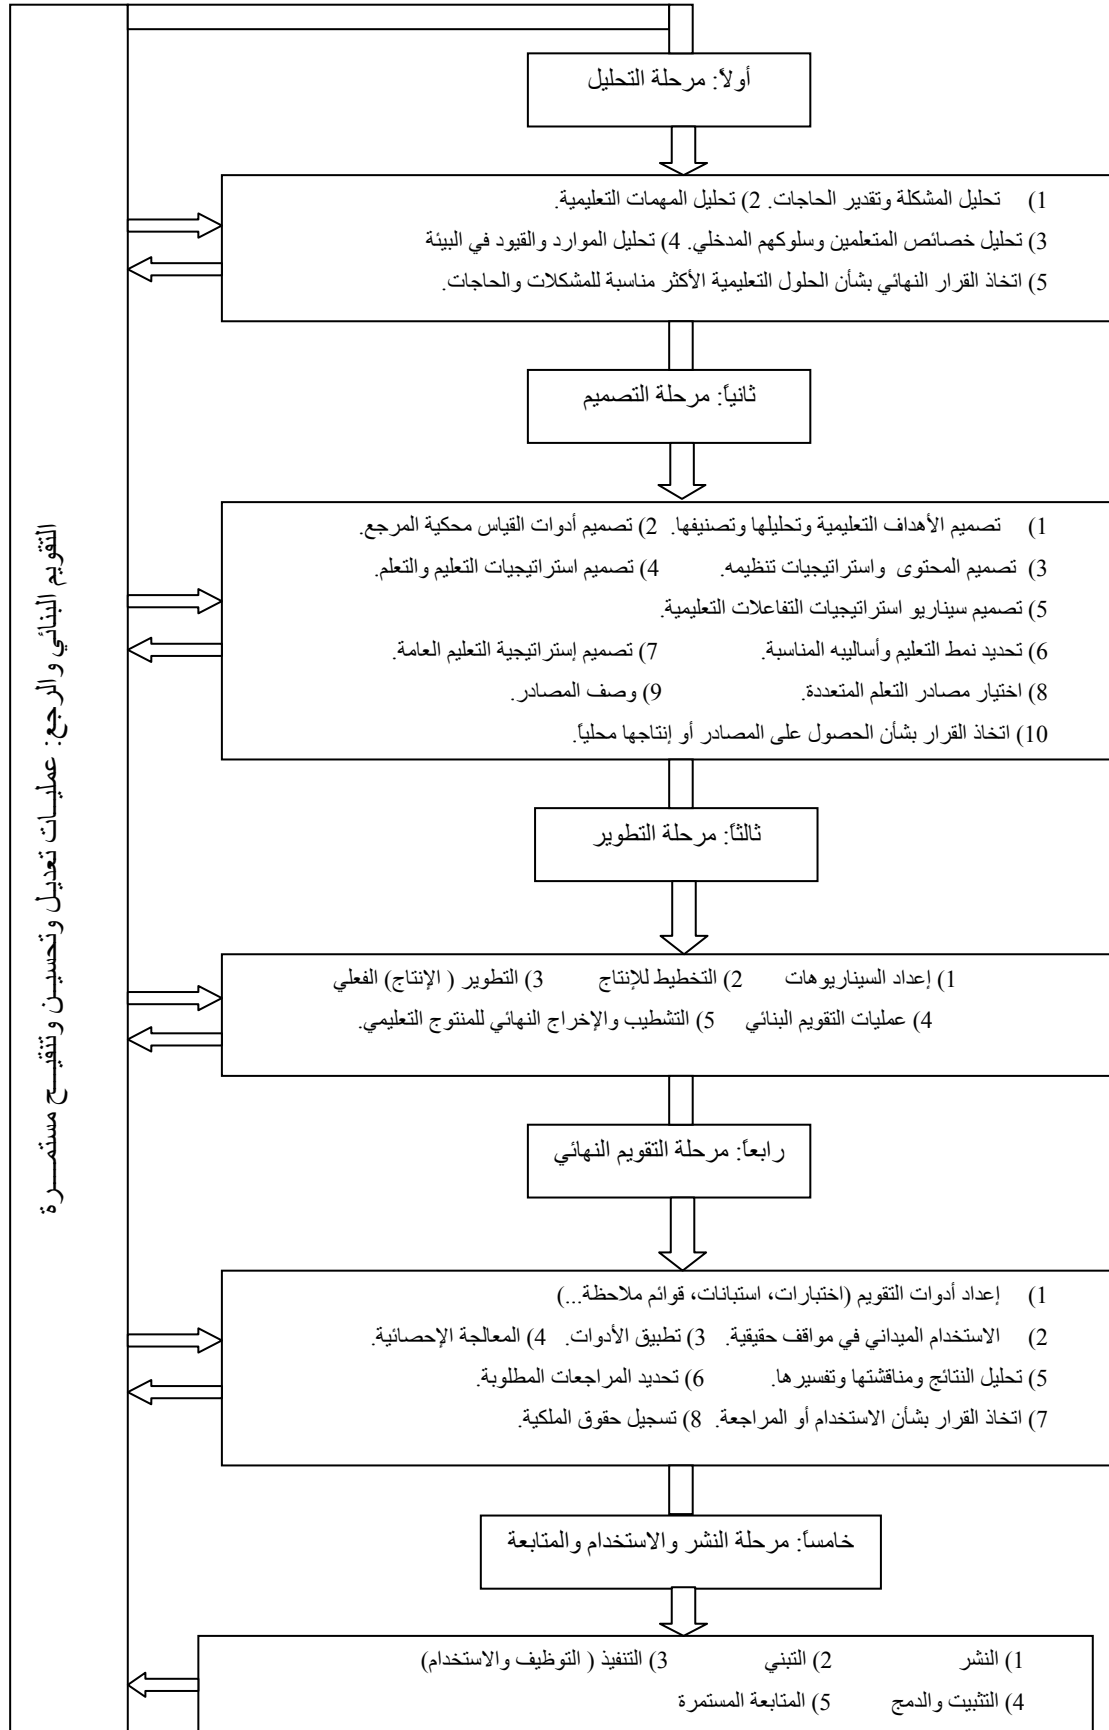 أولاً: مرحلة التحليل
1) تحليل المشكلة وتقدير الحاجات. 2) تحليل المهمات التعليمية.
3) تحليل خصائص المتعلمين وسلوكهم المدخلي. 4) تحليل الموارد والقيود في البيئة
5) اتخاذ القرار النهائي بشأن الحلول التعليمية الأكثر مناسبة للمشكلات والحاجات.
ثانياً: مرحلة التصميم
1) تصميم الأهداف التعليمية وتحليلها وتصنيفها. 2) تصميم أدوات القياس محكية المرجع.
3) تصميم المحتوى واستراتيجيات تنظيمه. 4) تصميم استراتيجيات التعليم والتعلم.
5) تصميم سيناريو استراتيجيات التفاعلات التعليمية.
6) تحديد نمط التعليم وأساليبه المناسبة. 7) تصميم إستراتيجية التعليم العامة.
8) اختيار مصادر التعلم المتعددة. 9) وصف المصادر.
10) اتخاذ القرار بشأن الحصول على المصادر أو إنتاجها محلياً.
ثالثاً: مرحلة التطوير
1) إعداد السيناريوهات 2) التخطيط للإنتاج 3) التطوير ( الإنتاج) الفعلي
4) عمليات التقويم البنائي 5) التشطيب والإخراج النهائي للمنتوج التعليمي.
رابعاً: مرحلة التقويم النهائي
1) إعداد أدوات التقويم (اختبارات، استبانات، قوائم ملاحظة...)
2) الاستخدام الميداني في مواقف حقيقية. 3) تطبيق الأدوات. 4) المعالجة الإحصائية.
5) تحليل النتائج ومناقشتها وتفسيرها. 6) تحديد المراجعات المطلوبة.
7) اتخاذ القرار بشأن الاستخدام أو المراجعة. 8) تسجيل حقوق الملكية.
خامساً: مرحلة النشر والاستخدام والمتابعة
1) النشر 2) التبني 3) التنفيذ ( التوظيف والاستخدام)
4) التثبيت والدمج 5) المتابعة المستمرة
التقويم البنائي والرجع: عمليــات تعديـل وتحسيــن وتنقيــــح مستمـــــرة